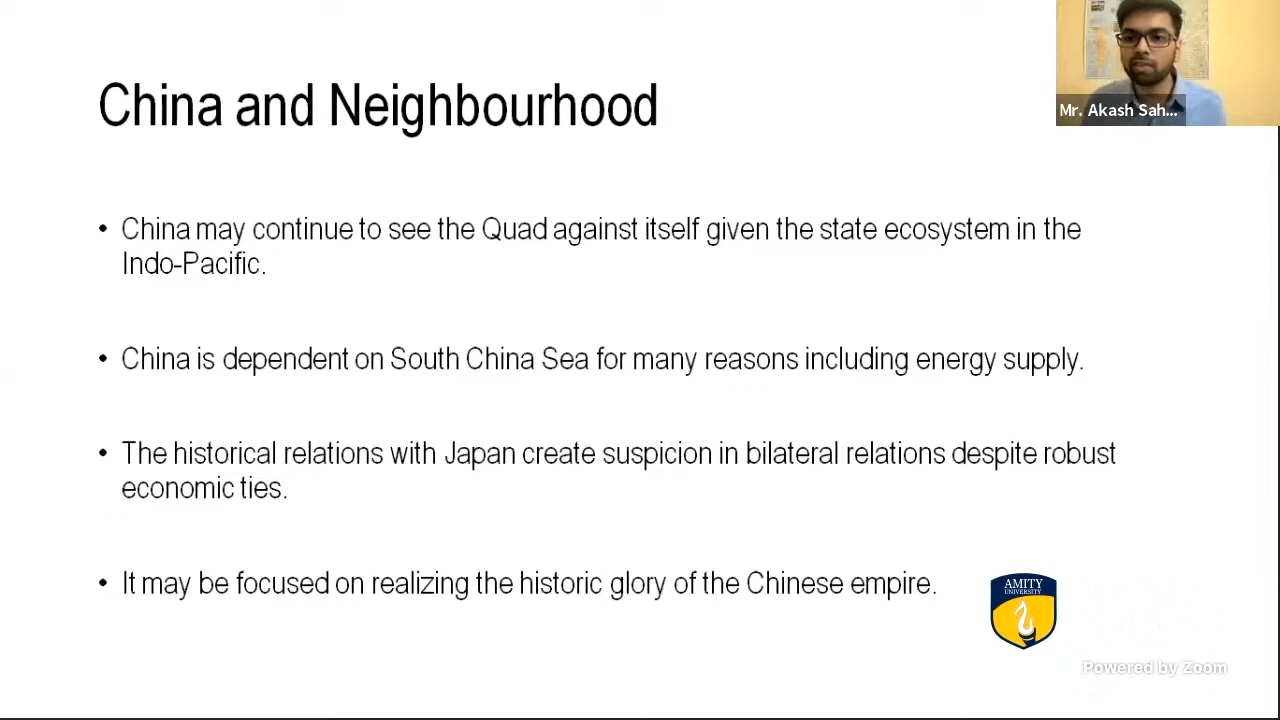 China and Neighbourhood
Mr. Akash Sah...
• China may continue to see the Quad against itself given the state ecosystem in the
Indo-Pacific.
• China is dependent on South China Sea for many reasons including energy supply.
• The historical relations with Japan create suspicion in bilateral relations despite robust
economic ties.
• It may be focused on realizing the historic glory of the Chinese empire.
AMITY
UNIVERSITY
Powered by Zoom